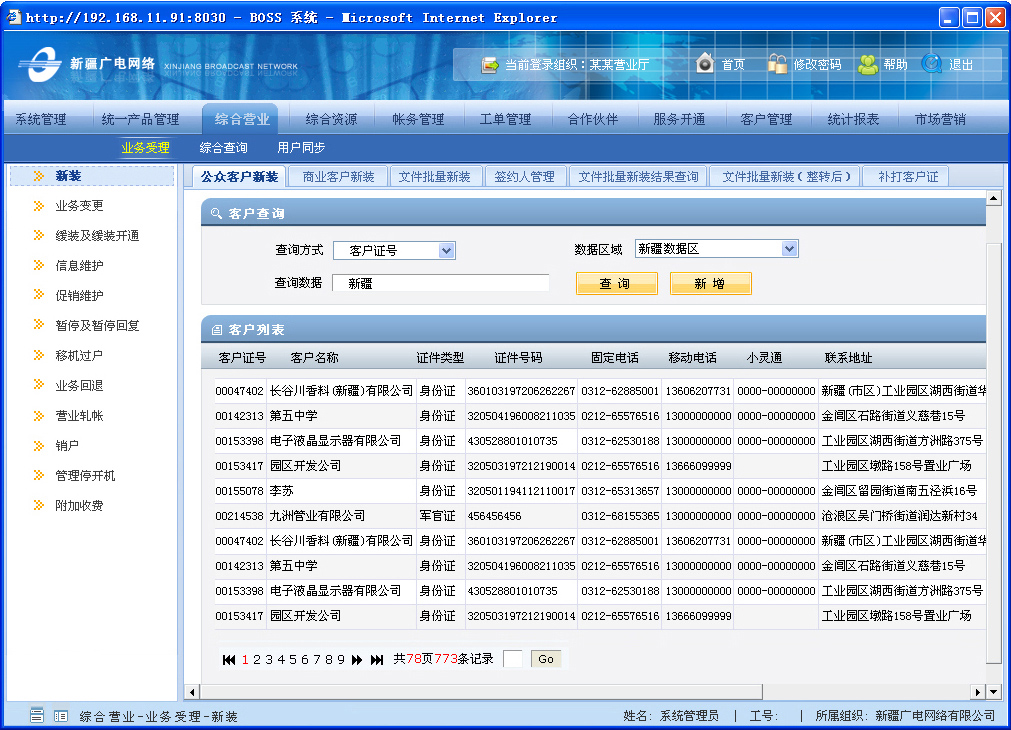 http://192.168.11.91:8030 - BOSS 系统 - Microsoft Internet Explorer
新疆广电网络 XINJIANG BROADCAST NETWORK
当前登录组织：某某营业厅 首页 修改密码 帮助 退出
系统管理 统一产品管理 综合营业 综合资源 帐务管理 工单管理 合作伙伴 服务开通 客户管理 统计报表 市场营销
业务受理 综合查询 用户同步
新装
业务变更
缓装及缓装开通
信息维护
促销维护
暂停及暂停回复
移机过户
业务回退
营业轧帐
销户
管理停开机
附加收费
公众客户新装 商业客户新装 文件批量新装 签约人管理 文件批量新装结果查询 文件批量新装（整转后） 补打客户证
客户查询
查询方式 客户证号 数据区域 新疆数据区
查询数据 新疆 查 询 新 增
客户列表
客户证号 客户名称 证件类型 证件号码 固定电话 移动电话 小灵通 联系地址
00047402 长谷川香料(新疆)有限公司 身份证 360103197206262267 0312-62885001 13606207731 0000-00000000 新疆(市区)工业园区湖西街道华
00142313 第五中学 身份证 320504196008211035 0212-65576516 13000000000 0000-00000000 金阊区石路街道义慈巷15号
00153398 电子液晶显示器有限公司 身份证 430528801010735 0312-62530188 13000000000 0000-00000000 工业园区湖西街道方洲路375号
00153417 园区开发公司 身份证 320503197212190014 0212-65576516 13666099999 工业园区墩路158号置业广场
00155078 李苏 身份证 320501194112110017 0312-65313657 13000000000 0000-00000000 金阊区留园街道南五泾浜16号
00214538 九洲管业有限公司 军官证 456456456 0312-68155365 13000000000 0000-00000000 沧浪区吴门桥街道润达新村34
00047402 长谷川香料(新疆)有限公司 身份证 360103197206262267 0312-62885001 13606207731 0000-00000000 新疆(市区)工业园区湖西街道华
00142313 第五中学 身份证 320504196008211035 0212-65576516 13000000000 0000-00000000 金阊区石路街道义慈巷15号
00153398 电子液晶显示器有限公司 身份证 430528801010735 0312-62530188 13000000000 0000-00000000 工业园区湖西街道方洲路375号
00153417 园区开发公司 身份证 320503197212190014 0212-65576516 13666099999 工业园区墩路158号置业广场
1 2 3 4 5 6 7 8 9 共78页773条记录 Go
综合营业-业务受理-新装 姓名: 系统管理员 | 工号: | 所属组织: 新疆广电网络有限公司